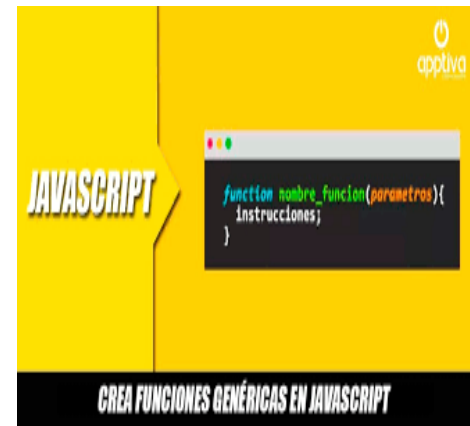 apptiva
JAVASCRIPT
function nombre_funcion(parametros){
instrucciones;
}
CREA FUNCIONES GENÉRICAS EN JAVASCRIPT